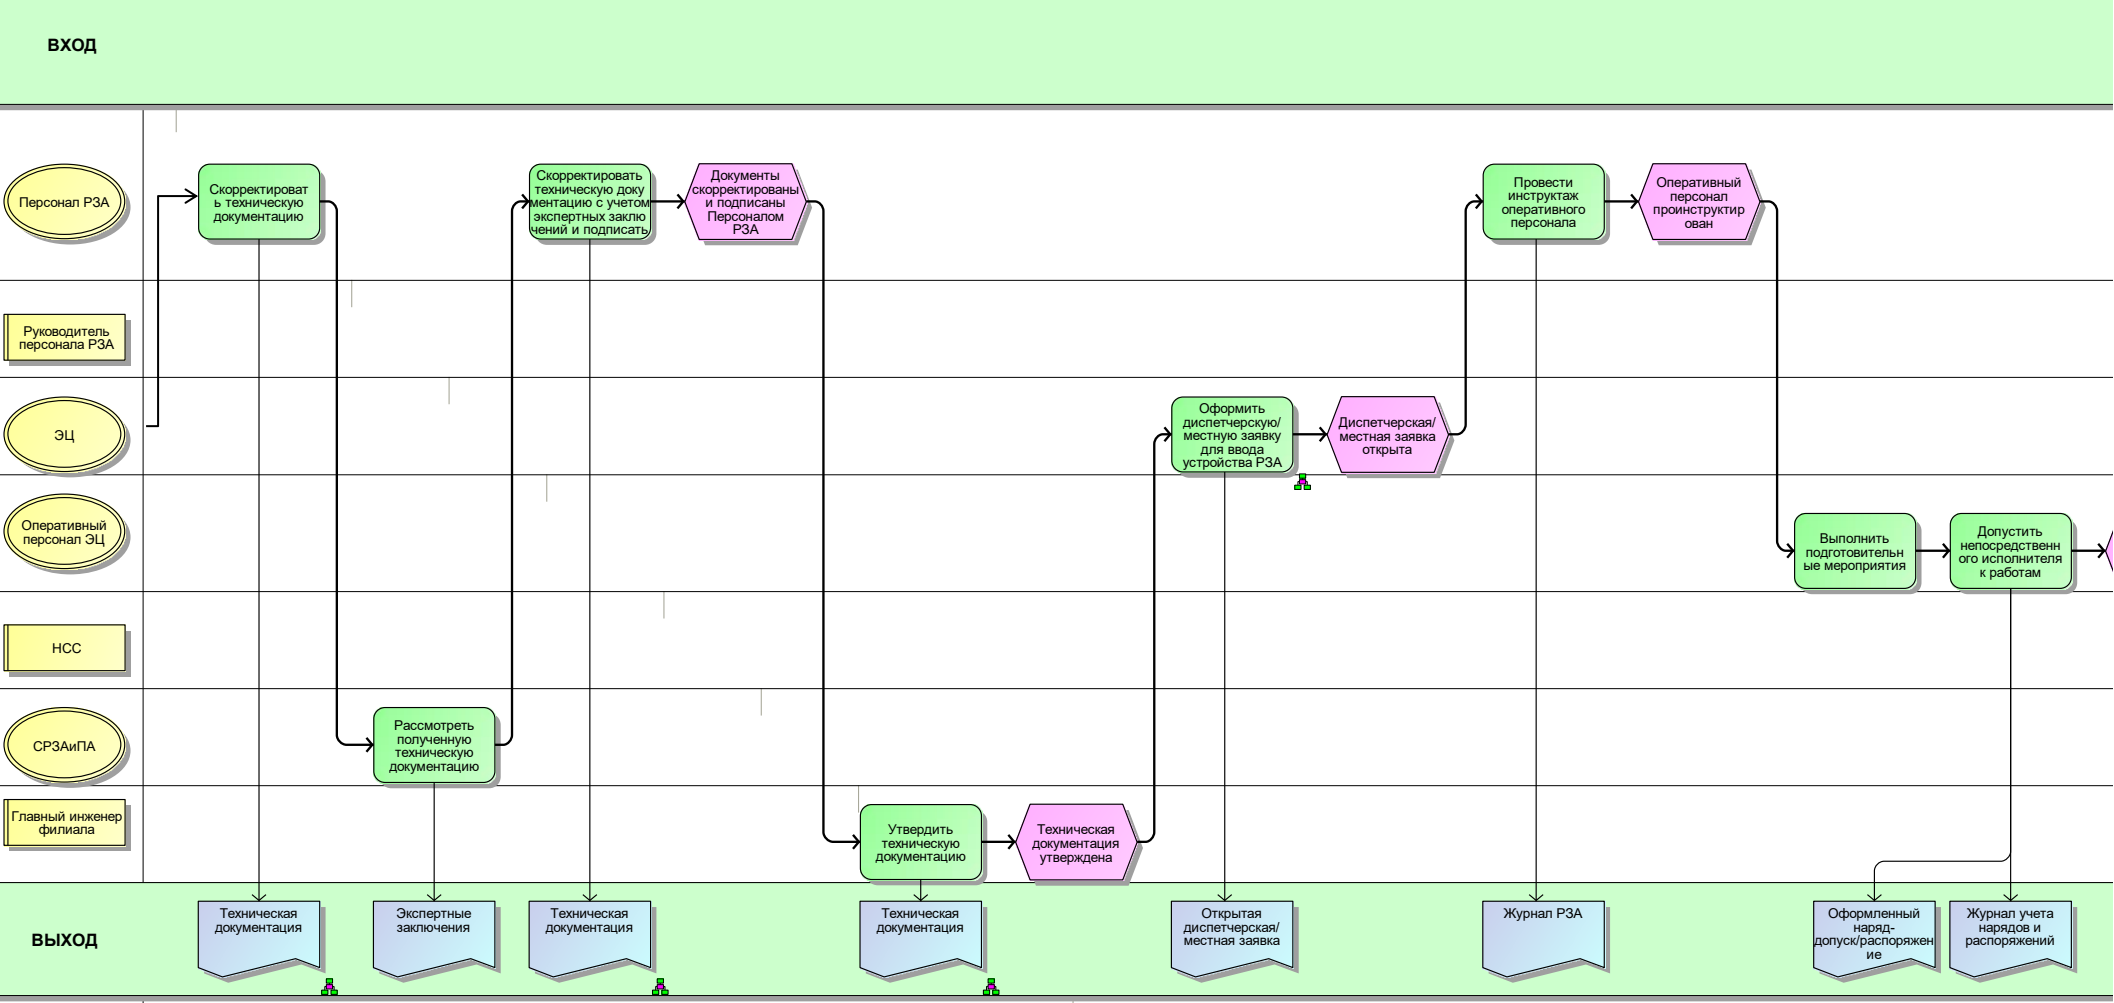 ВХОД
Персонал РЗА
Скорректироват
ь техническую
документацию
Скорректировать
техническую доку
ментацию с учетом
экспертных заклю
чений и подписать
Документы
скорректированы
и подписаны
Персоналом
РЗА
Провести
инструктаж
оперативного
персонала
Оперативный
персонал
проинструктир
ован
Руководитель
персонала РЗА
ЭЦ
Оформить
диспетчерскую/
местную заявку
для ввода
устройства РЗА
Диспетчерская/
местная заявка
открыта
Оперативный
персонал ЭЦ
Выполнить
подготовительн
ые мероприятия
Допустить
непосредственн
ого исполнителя
к работам
НСС
СРЗАиПА
Рассмотреть
полученную
техническую
документацию
Главный инженер
филиала
Утвердить
техническую
документацию
Техническая
документация
утверждена
ВЫХОД
Техническая
документация
Экспертные
заключения
Техническая
документация
Техническая
документация
Открытая
диспетчерская/
местная заявка
Журнал РЗА
Оформленный
наряд-
допуск/распоряжен
ие
Журнал учета
нарядов и
распоряжений